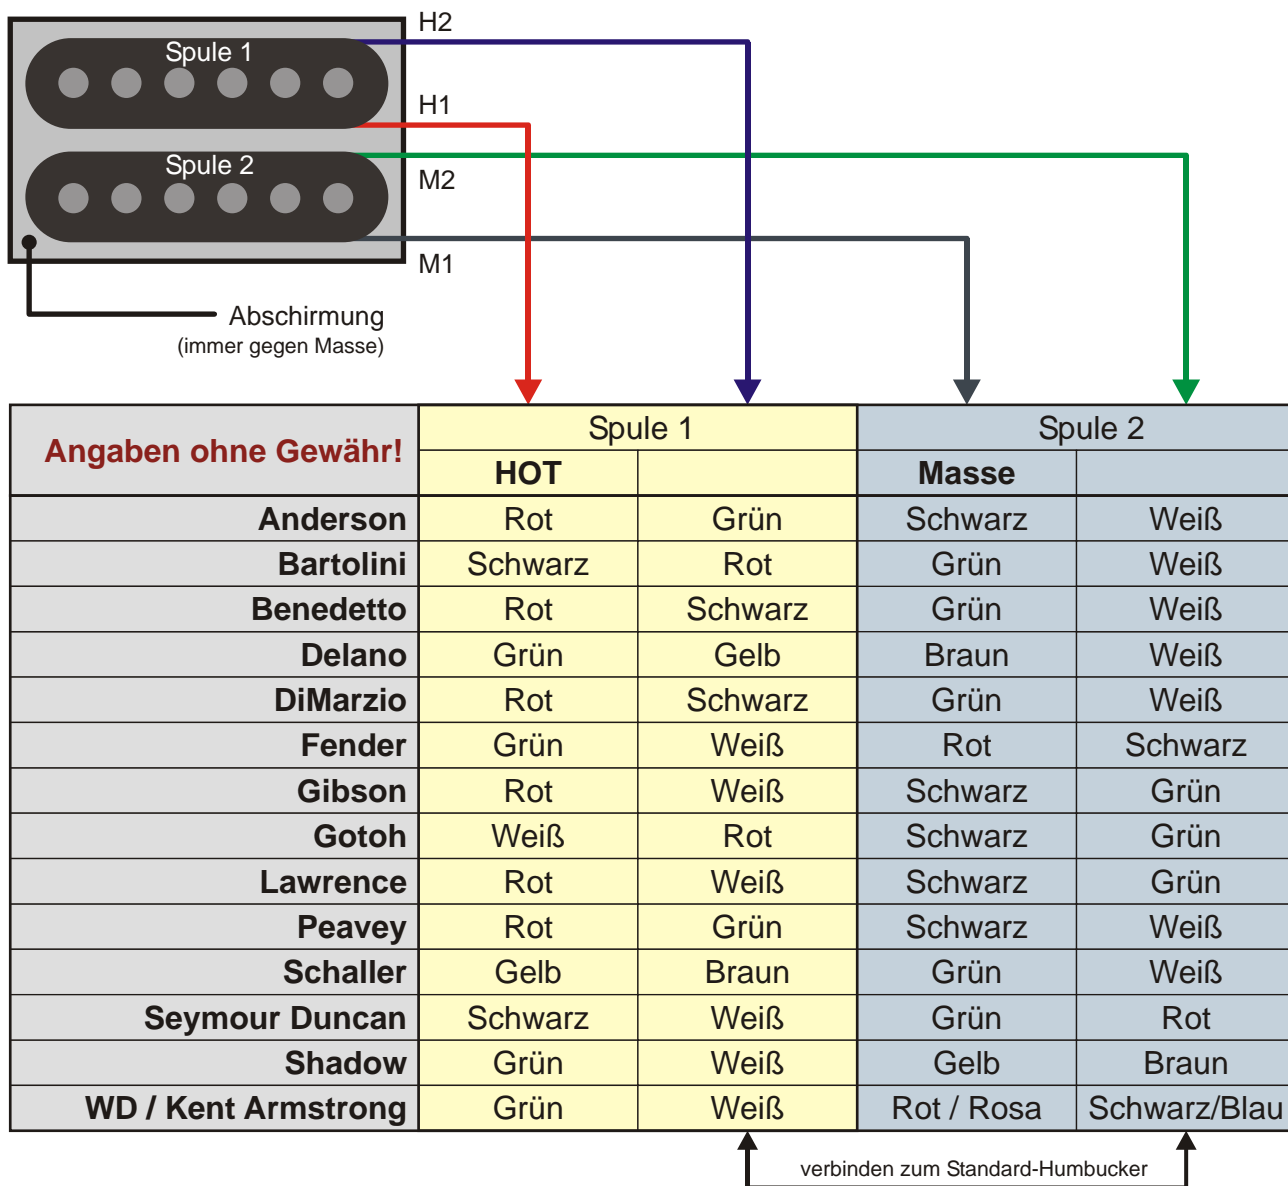 H2
Spule 1
H1
Spule 2
M2
M1
Abschirmung
(immer gegen Masse)
Angaben ohne Gewähr! Spule 1 Spule 2
HOT Masse
Anderson Rot Grün Schwarz Weiß
Bartolini Schwarz Rot Grün Weiß
Benedetto Rot Schwarz Grün Weiß
Delano Grün Gelb Braun Weiß
DiMarzio Rot Schwarz Grün Weiß
Fender Grün Weiß Rot Schwarz
Gibson Rot Weiß Schwarz Grün
Gotoh Weiß Rot Schwarz Grün
Lawrence Rot Weiß Schwarz Grün
Peavey Rot Grün Schwarz Weiß
Schaller Gelb Braun Grün Weiß
Seymour Duncan Schwarz Weiß Grün Rot
Shadow Grün Weiß Gelb Braun
WD / Kent Armstrong Grün Weiß Rot / Rosa Schwarz/Blau
verbinden zum Standard-Humbucker